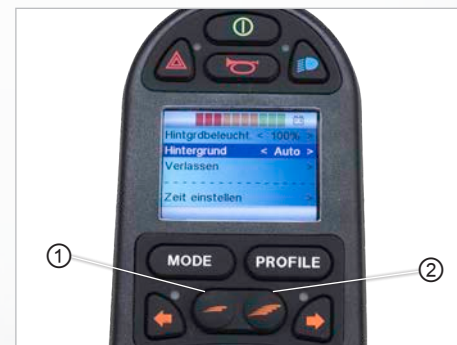 Hintgrdbeleucht. < 100% >
Hintergrund < Auto >
Verlassen >
Zeit einstellen >
MODE PROFILE
1
2